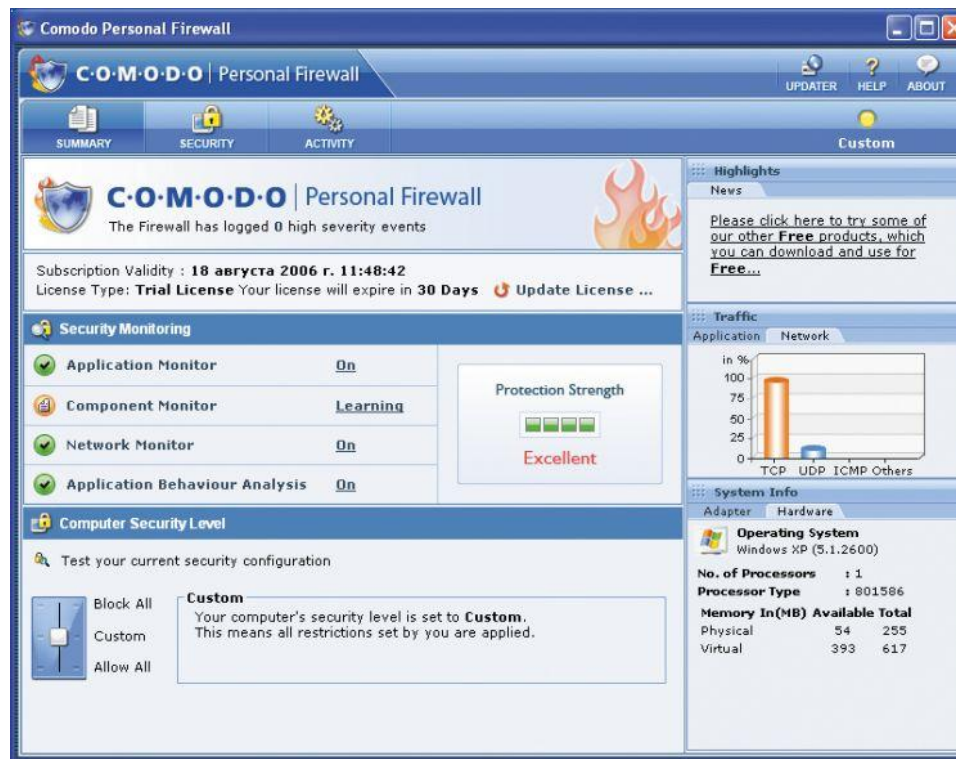 Comodo Personal Firewall
C·O·M·O·D·O | Personal Firewall
UPDATER HELP ABOUT
SUMMARY SECURITY ACTIVITY
Custom
C·O·M·O·D·O | Personal Firewall
The Firewall has logged 0 high severity events
Subscription Validity : 18 августа 2006 г. 11:48:42
License Type: Trial License Your license will expire in 30 Days Update License ...
Security Monitoring
Application Monitor On
Component Monitor Learning
Network Monitor On
Application Behaviour Analysis On
Protection Strength
Excellent
Computer Security Level
Test your current security configuration
Block All
Custom
Allow All
Custom
Your computer's security level is set to Custom.
This means all restrictions set by you are applied.
Highlights
News
Please click here to try some of
our other Free products, which
you can download and use for
Free...
Traffic
Application Network
in %
100
75
50
25
0
TCP UDP ICMP Others
System Info
Adapter Hardware
Operating System
Windows XP (5.1.2600)
No. of Processors : 1
Processor Type : 801586
Memory In(MB) Available Total
Physical 54 255
Virtual 393 617